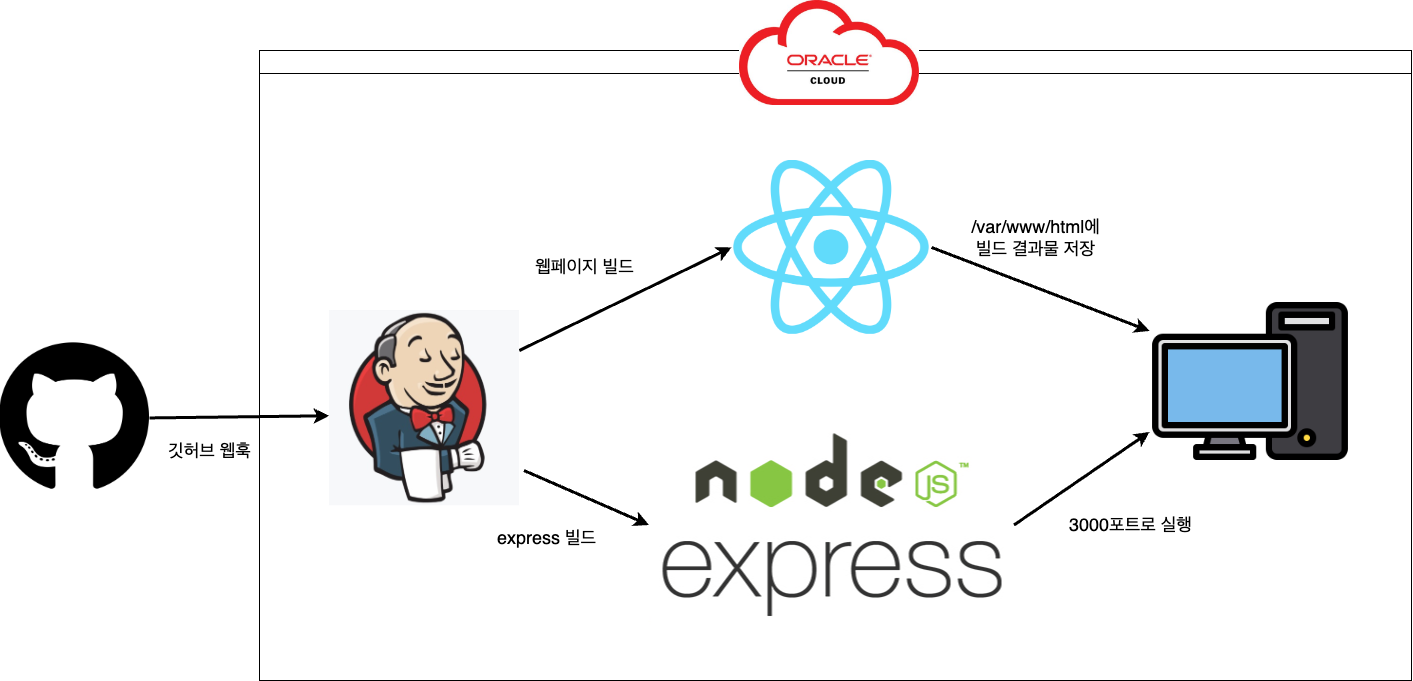 ORACLE
CLOUD
/var/www/html에
빌드 결과물 저장
웹페이지 빌드
깃허브 웹훅
node
JS™
express 빌드
express
3000포트로 실행